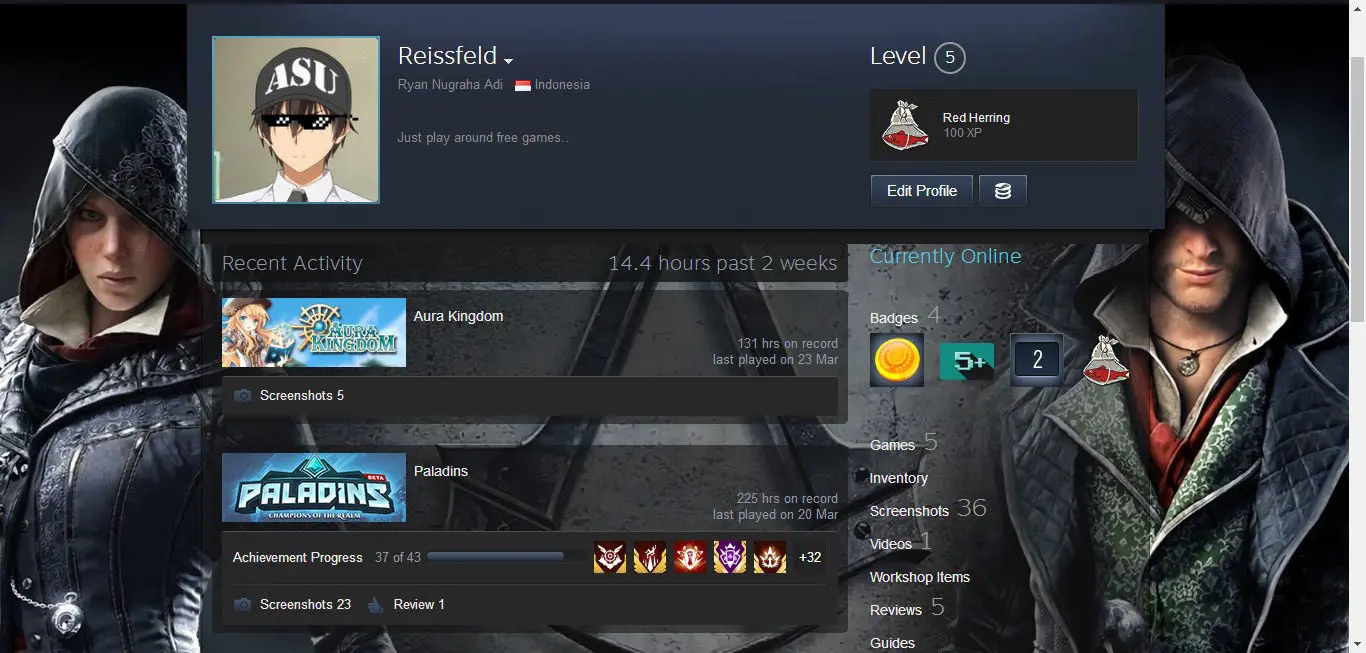 ASU
Reissfeld
Ryan Nugraha Adi Indonesia
Just play around free games..
Level 5
Red Herring
100 XP
Edit Profile
Recent Activity 14.4 hours past 2 weeks
AURA KINGDOM
Aura Kingdom
131 hrs on record
last played on 23 Mar
Screenshots 5
PALADINS BETA
CHAMPIONS OF THE REALM
Paladins
225 hrs on record
last played on 20 Mar
Achievement Progress 37 of 43 +32
Screenshots 23 Review 1
Currently Online
Badges 4
5+ 2
Games 5
Inventory
Screenshots 36
Videos 1
Workshop Items
Reviews 5
Guides